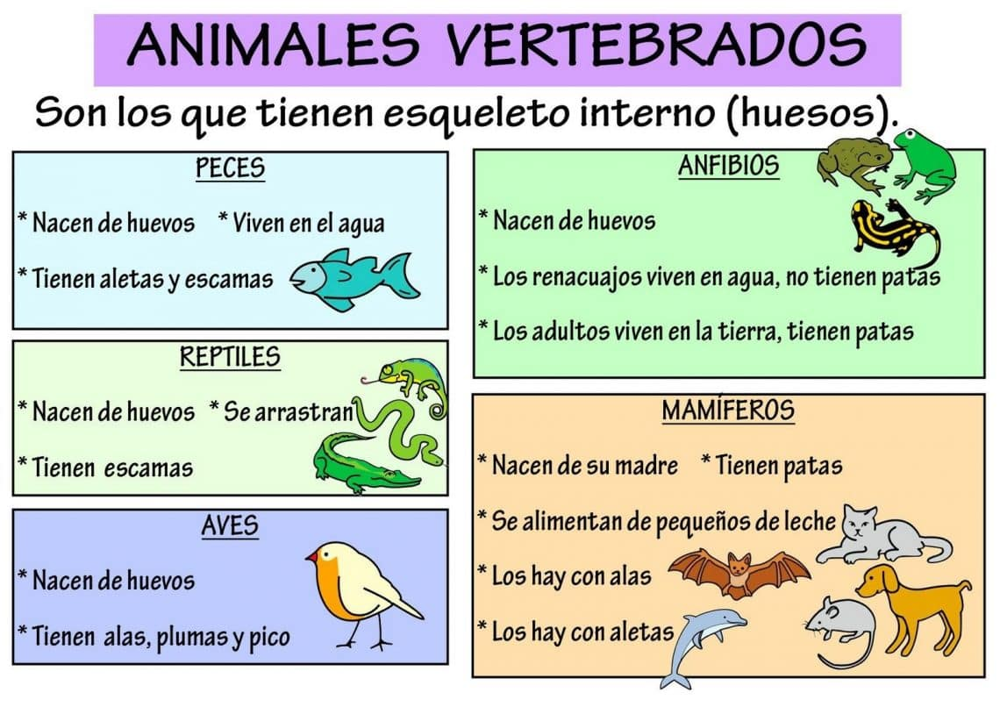 ANIMALES VERTEBRADOS
Son los que tienen esqueleto interno (huesos).
PECES
* Nacen de huevos * Viven en el agua
* Tienen aletas y escamas
REPTILES
* Nacen de huevos * Se arrastran
* Tienen escamas
AVES
* Nacen de huevos
* Tienen alas, plumas y pico
ANFIBIOS
* Nacen de huevos
* Los renacuajos viven en agua, no tienen patas
* Los adultos viven en la tierra, tienen patas
MAMÍFEROS
* Nacen de su madre * Tienen patas
* Se alimentan de pequeños de leche
* Los hay con alas
* Los hay con aletas